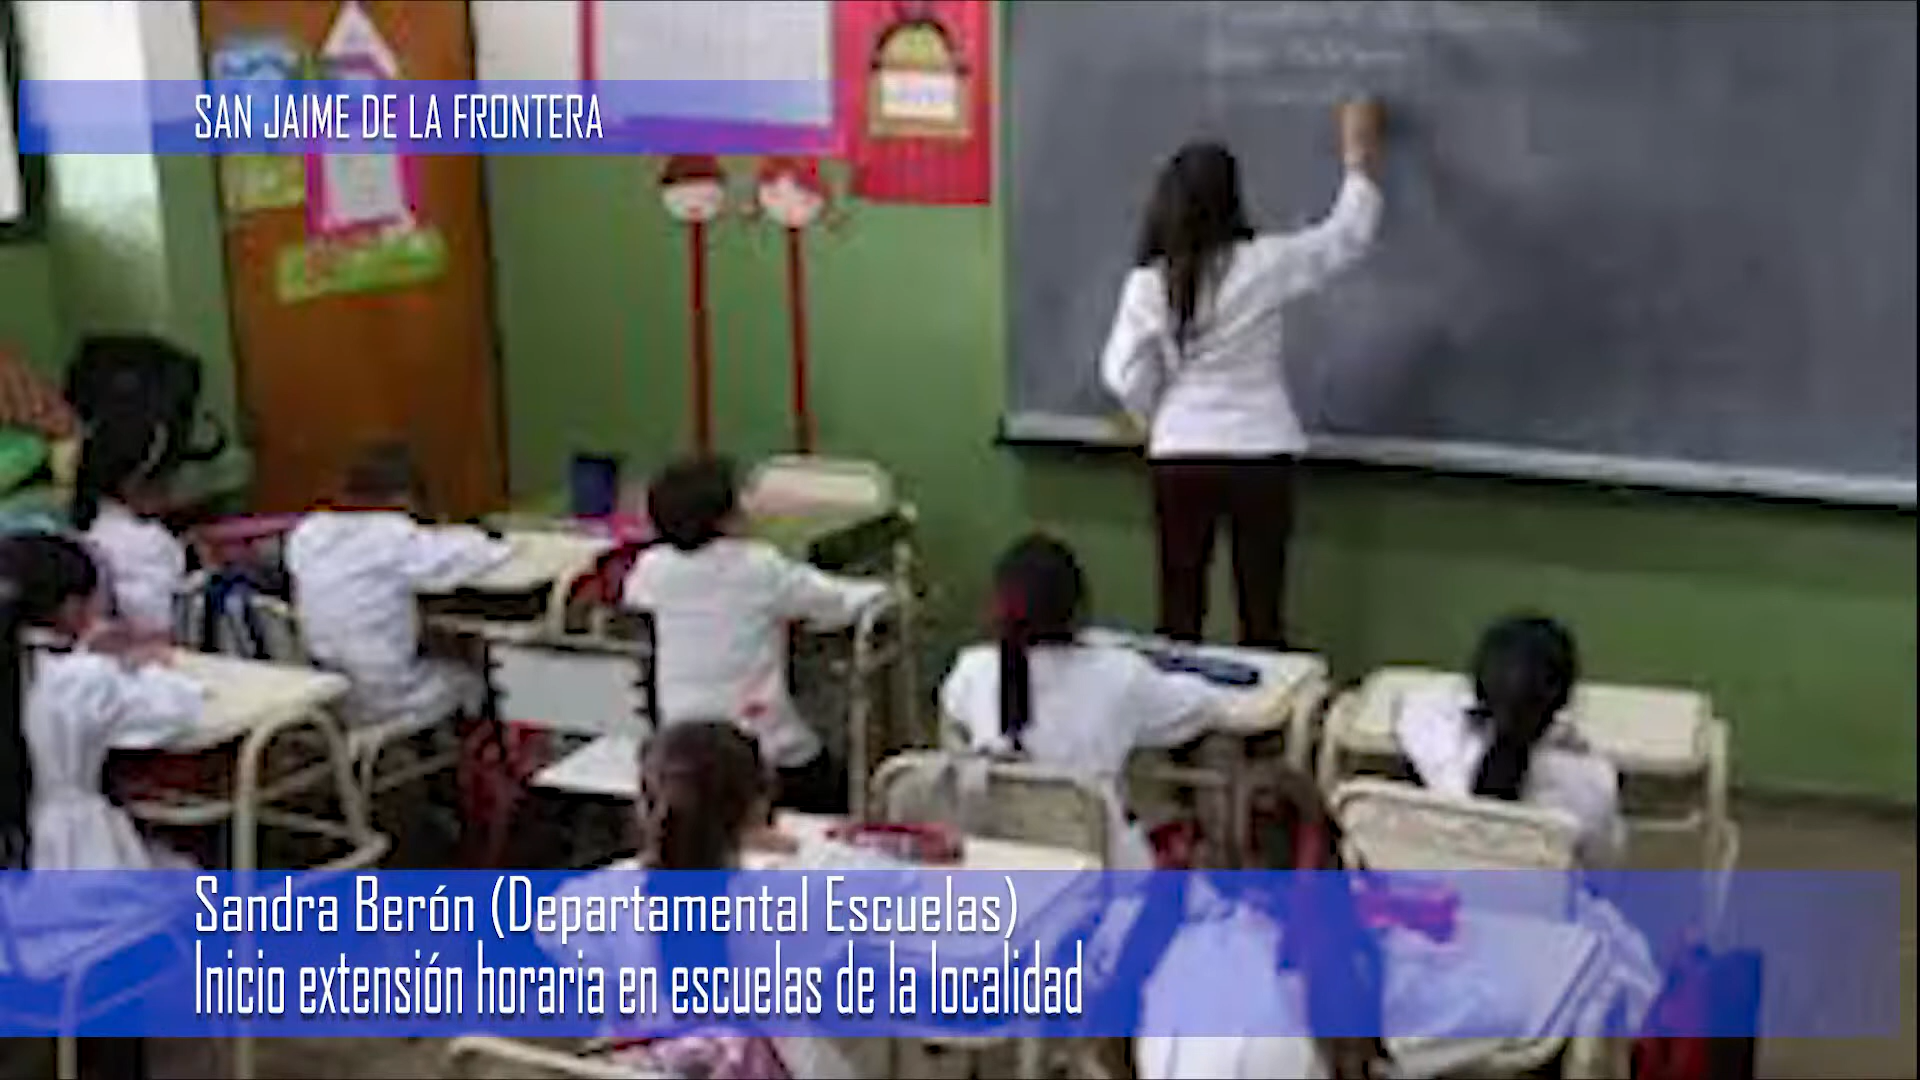 SAN JAIME DE LA FRONTERA
Sandra Berón (Departamental Escuelas)
Inicio extensión horaria en escuelas de la localidad